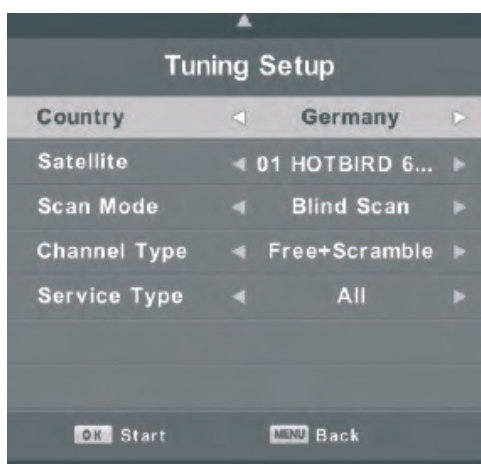 Tuning Setup
Country Germany
Satellite 01 HOTBIRD 6...
Scan Mode Blind Scan
Channel Type Free+Scramble
Service Type All
OK Start MENU Back